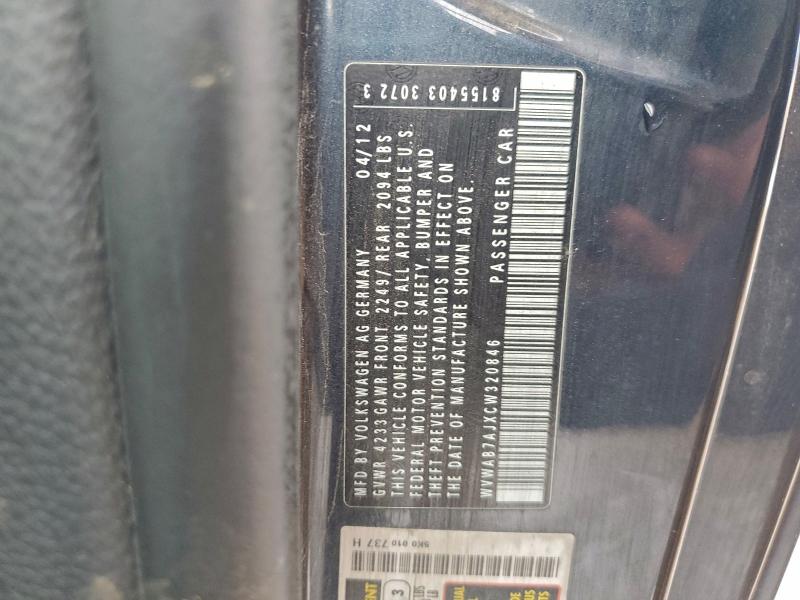 MFD BY VOLKSWAGEN AG GERMANY 04/12
GVWR 4233 GAWR FRONT 2249/ REAR 2094 LBS
THIS VEHICLE CONFORMS TO ALL APPLICABLE U.S.
FEDERAL MOTOR VEHICLE SAFETY, BUMPER AND
THEFT PREVENTION STANDARDS IN EFFECT ON
THE DATE OF MANUFACTURE SHOWN ABOVE.
WVWAB7AJXCW320846 PASSENGER CAR
8155403 3072 3
5K0 010 737 H